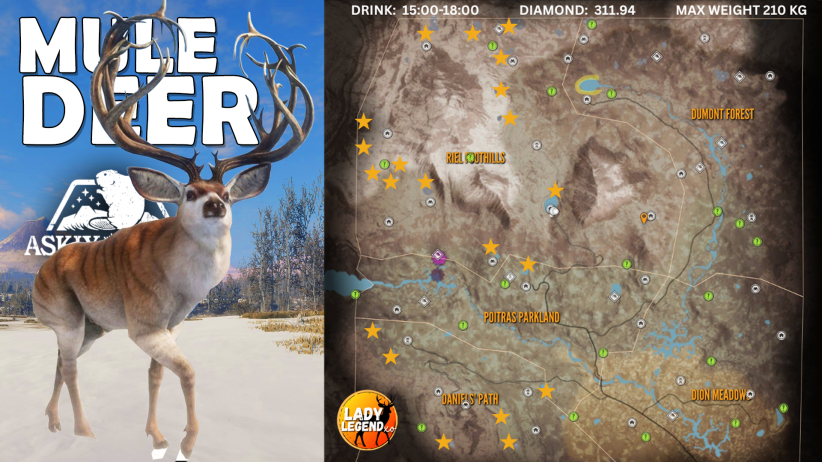 MULE
DEER
ASKIY
DRINK: 15:00-18:00 DIAMOND: 311.94 MAX WEIGHT 210 KG
DUMONT FOREST
RIEL FOOTHILLS
POITRAS PARKLAND
DANIELS' PATH
DION MEADOW
LADY
LEGEND